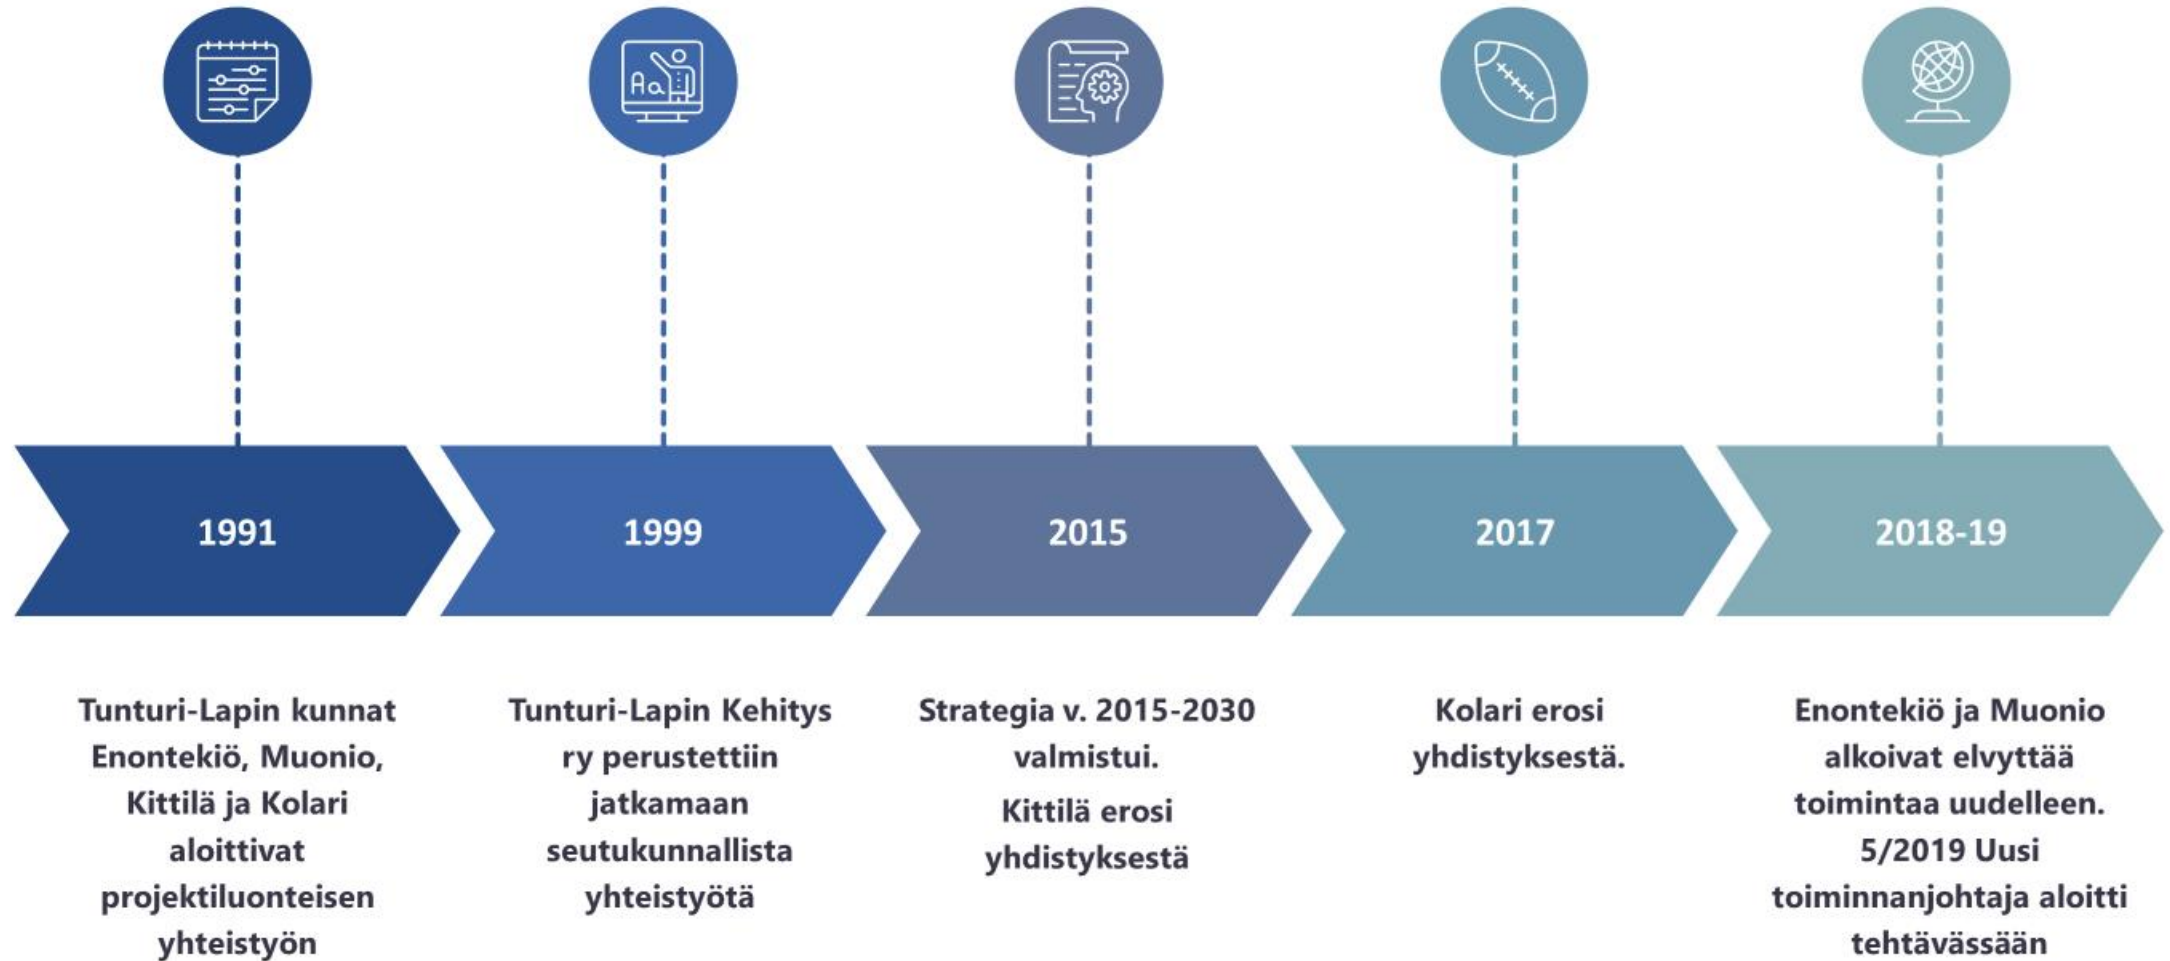 Aa
1991
1999
2015
2017
2018-19
Tunturi-Lapin kunnat
Enontekiö, Muonio,
Kittilä ja Kolari
aloittivat
projektiluonteisen
yhteistyön
Tunturi-Lapin Kehitys
ry perustettiin
jatkamaan
seutukunnallista
yhteistyötä
Strategia v. 2015-2030
valmistui.
Kittilä erosi
yhdistyksestä
Kolari erosi
yhdistyksestä.
Enontekiö ja Muonio
alkoivat elvyttää
toimintaa uudelleen.
5/2019 Uusi
toiminnanjohtaja aloitti
tehtävässään